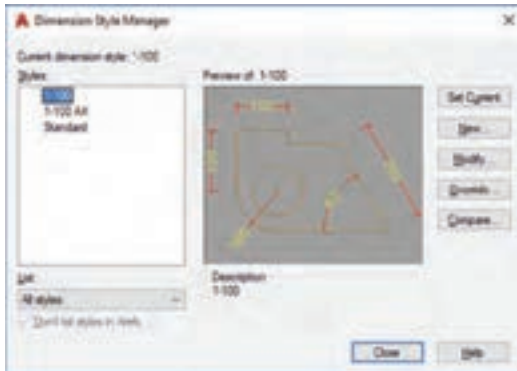 Dimension Style Manager
Current dimension style: 1-100
Styles:
1-100
1-100 Alt
Standard
Preview of: 1-100
Set Current
New...
Modify...
Override...
Compare...
List:
All styles
Don't list styles in Xrefs
Description
1-100
Close
Help